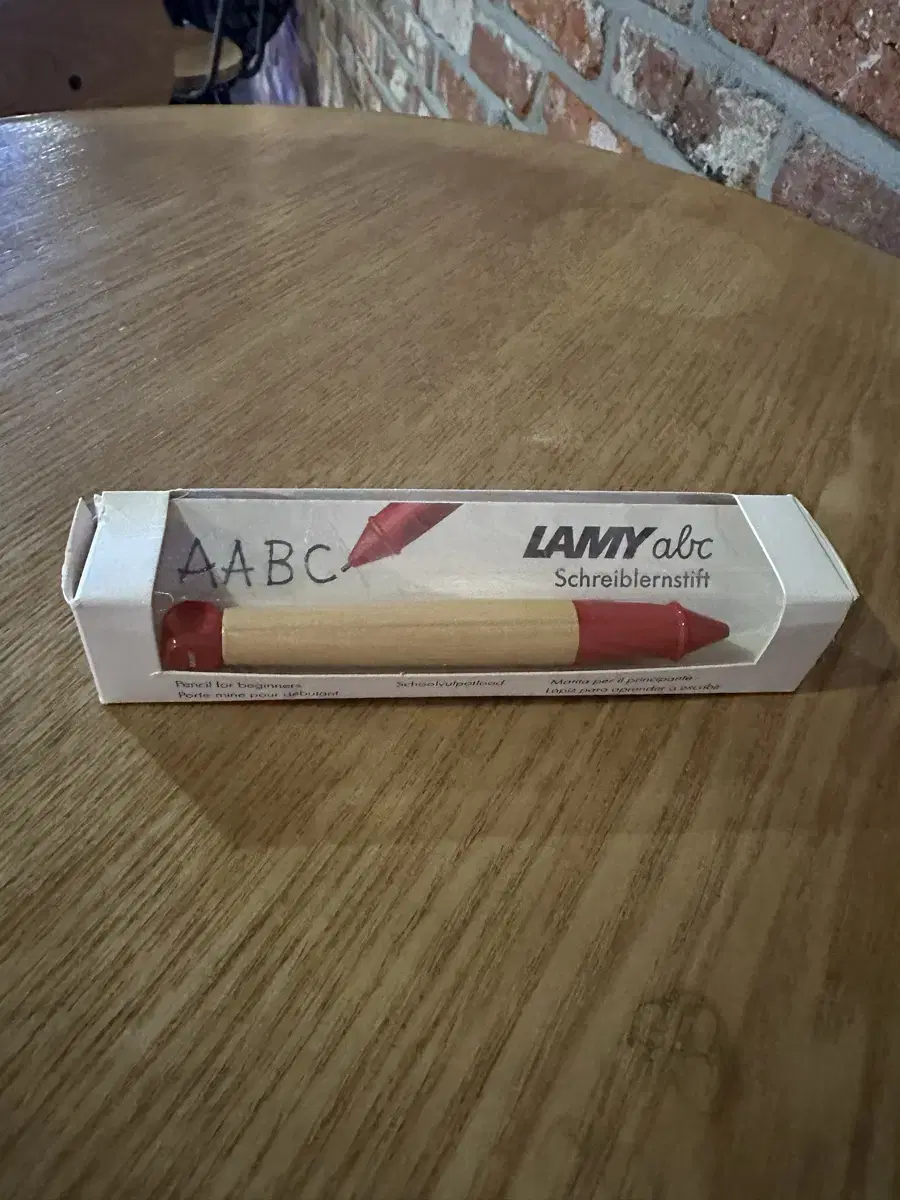 AABC
LAMY abc
Schreiblernstift
Pencil for beginners
Porte mine pour débutant
Schoolvulpotlood
Matita per il principiante
Lápiz para aprender a escribir